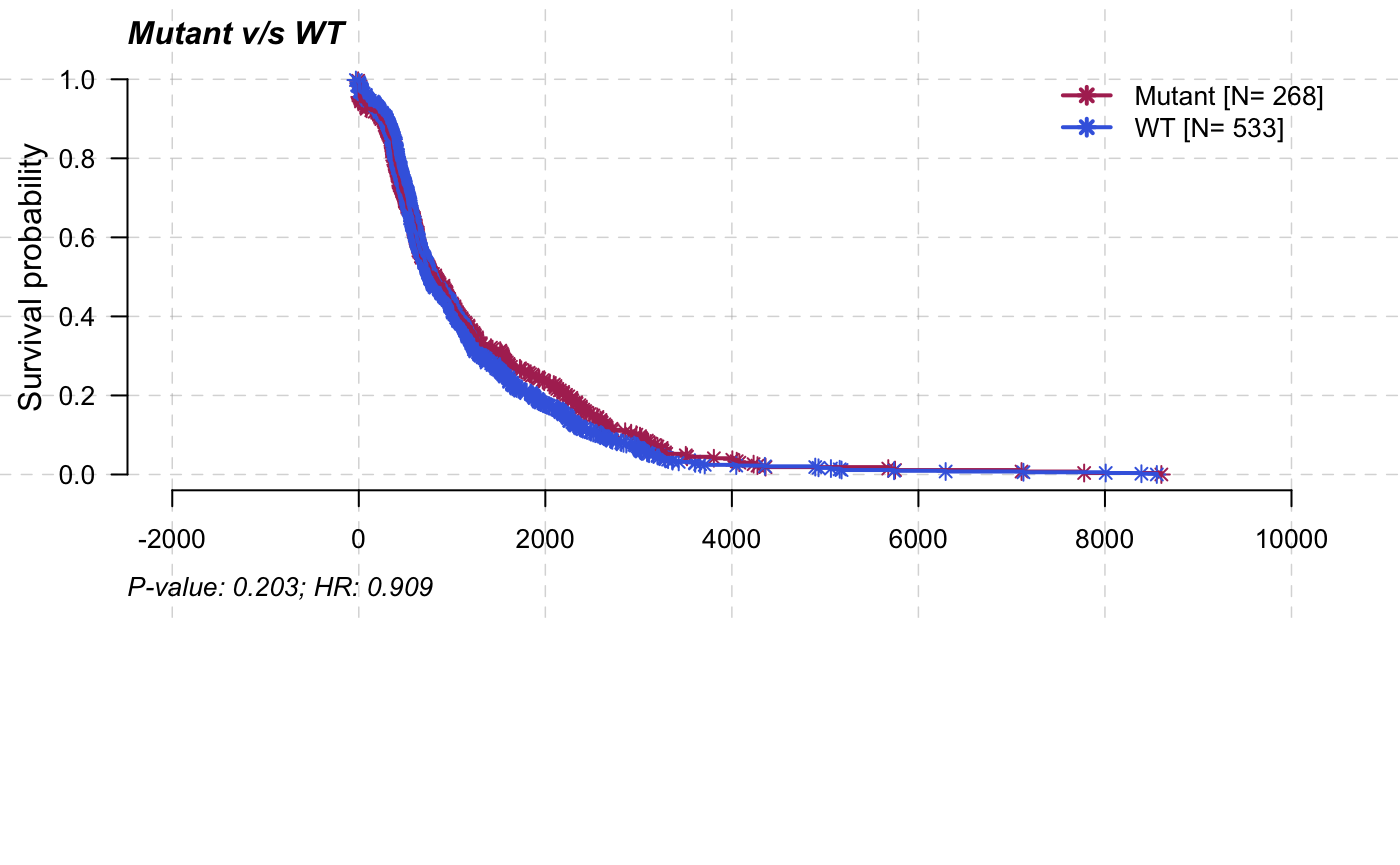 Mutant v/s WT
Mutant [N= 268]
WT [N= 533]
Survival probability
1.0
0.8
0.6
0.4
0.2
0.0
-2000 0 2000 4000 6000 8000 10000
P-value: 0.203; HR: 0.909